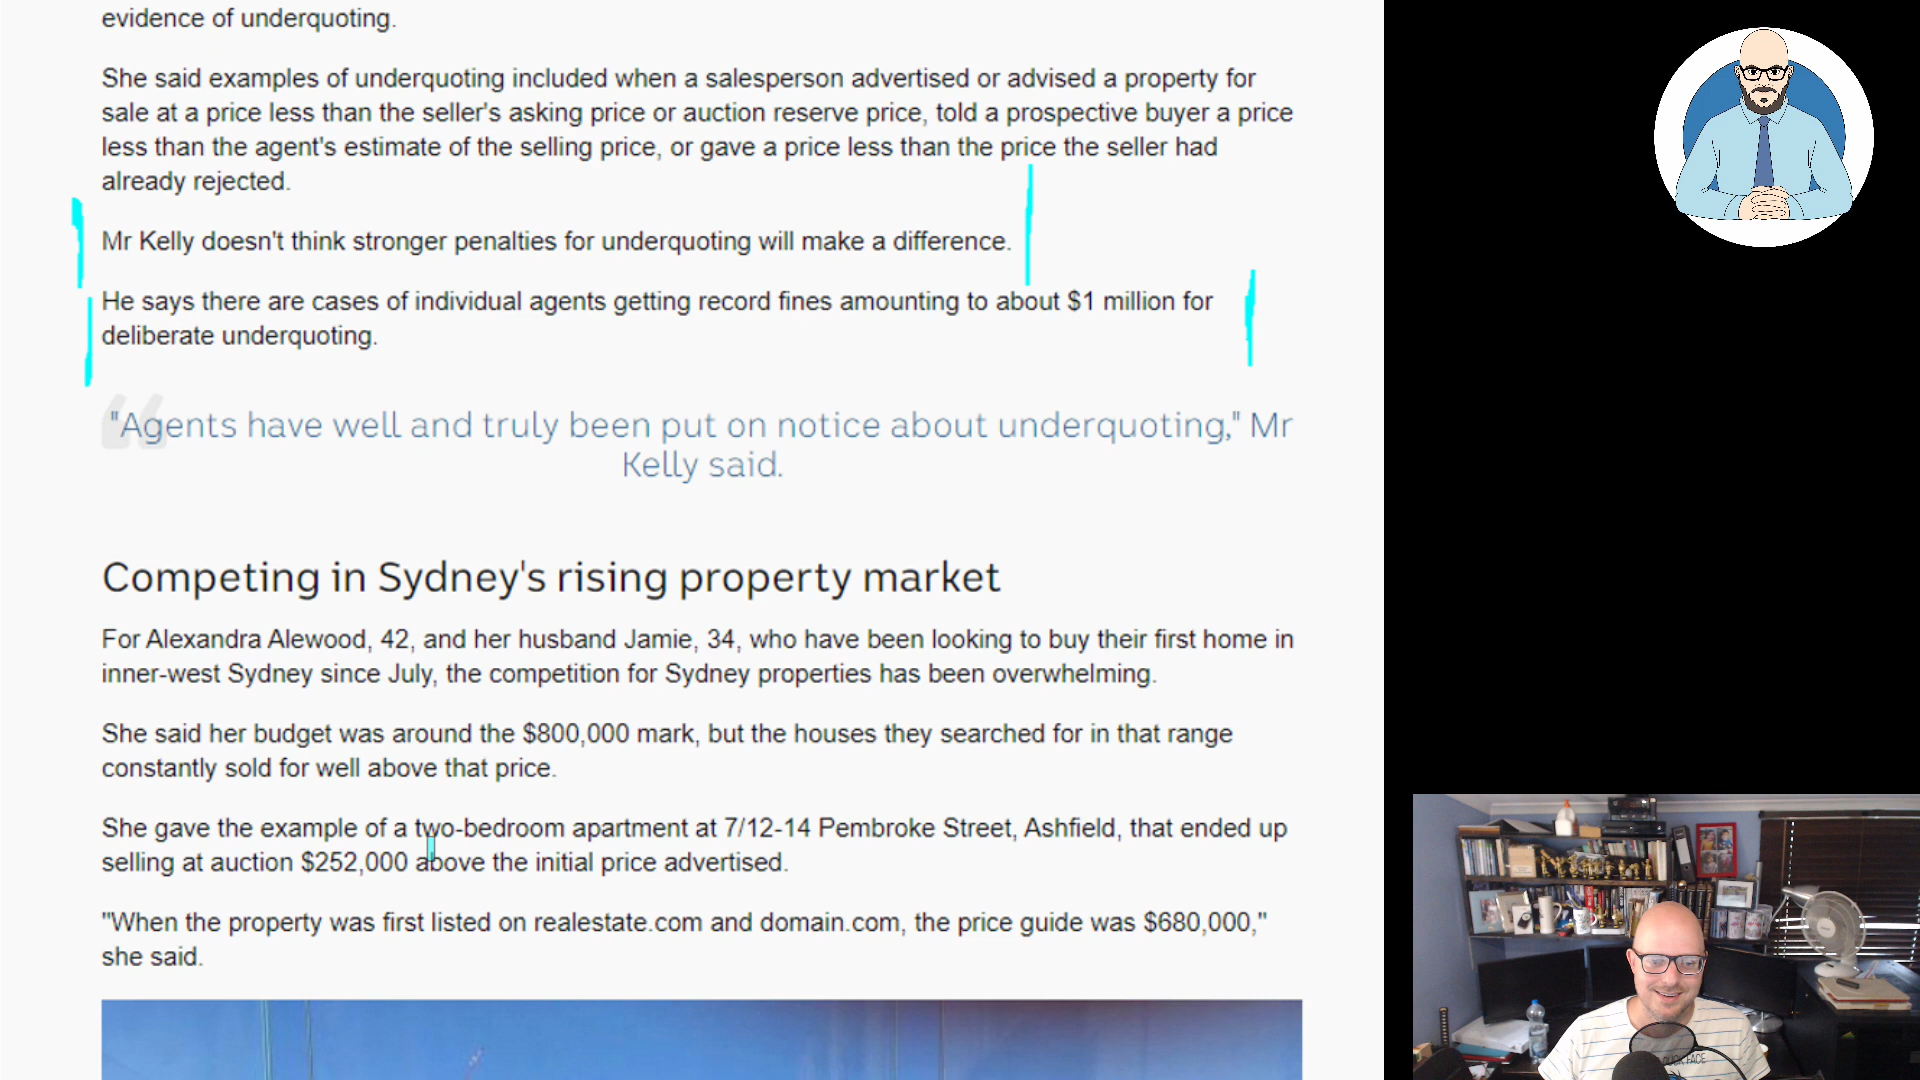 evidence of underquoting.
She said examples of underquoting included when a salesperson advertised or advised a property for
sale at a price less than the seller's asking price or auction reserve price, told a prospective buyer a price
less than the agent's estimate of the selling price, or gave a price less than the price the seller had
already rejected.
Mr Kelly doesn't think stronger penalties for underquoting will make a difference.
He says there are cases of individual agents getting record fines amounting to about $1 million for
deliberate underquoting.
"Agents have well and truly been put on notice about underquoting," Mr
Kelly said.
Competing in Sydney's rising property market
For Alexandra Alewood, 42, and her husband Jamie, 34, who have been looking to buy their first home in
inner-west Sydney since July, the competition for Sydney properties has been overwhelming.
She said her budget was around the $800,000 mark, but the houses they searched for in that range
constantly sold for well above that price.
She gave the example of a two-bedroom apartment at 7/12-14 Pembroke Street, Ashfield, that ended up
selling at auction $252,000 above the initial price advertised.
"When the property was first listed on realestate.com and domain.com, the price guide was $680,000,"
she said.